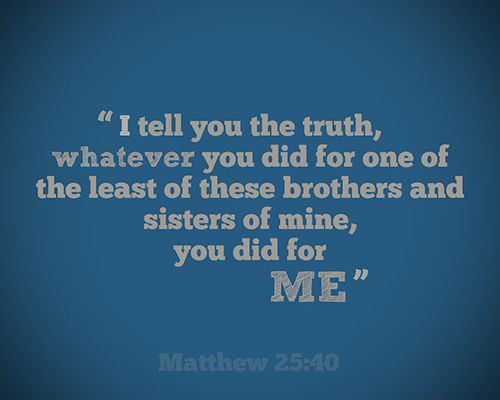 “ I tell you the truth,
whatever you did for one of
the least of these brothers and
sisters of mine,
you did for
ME ”
Matthew 25:40